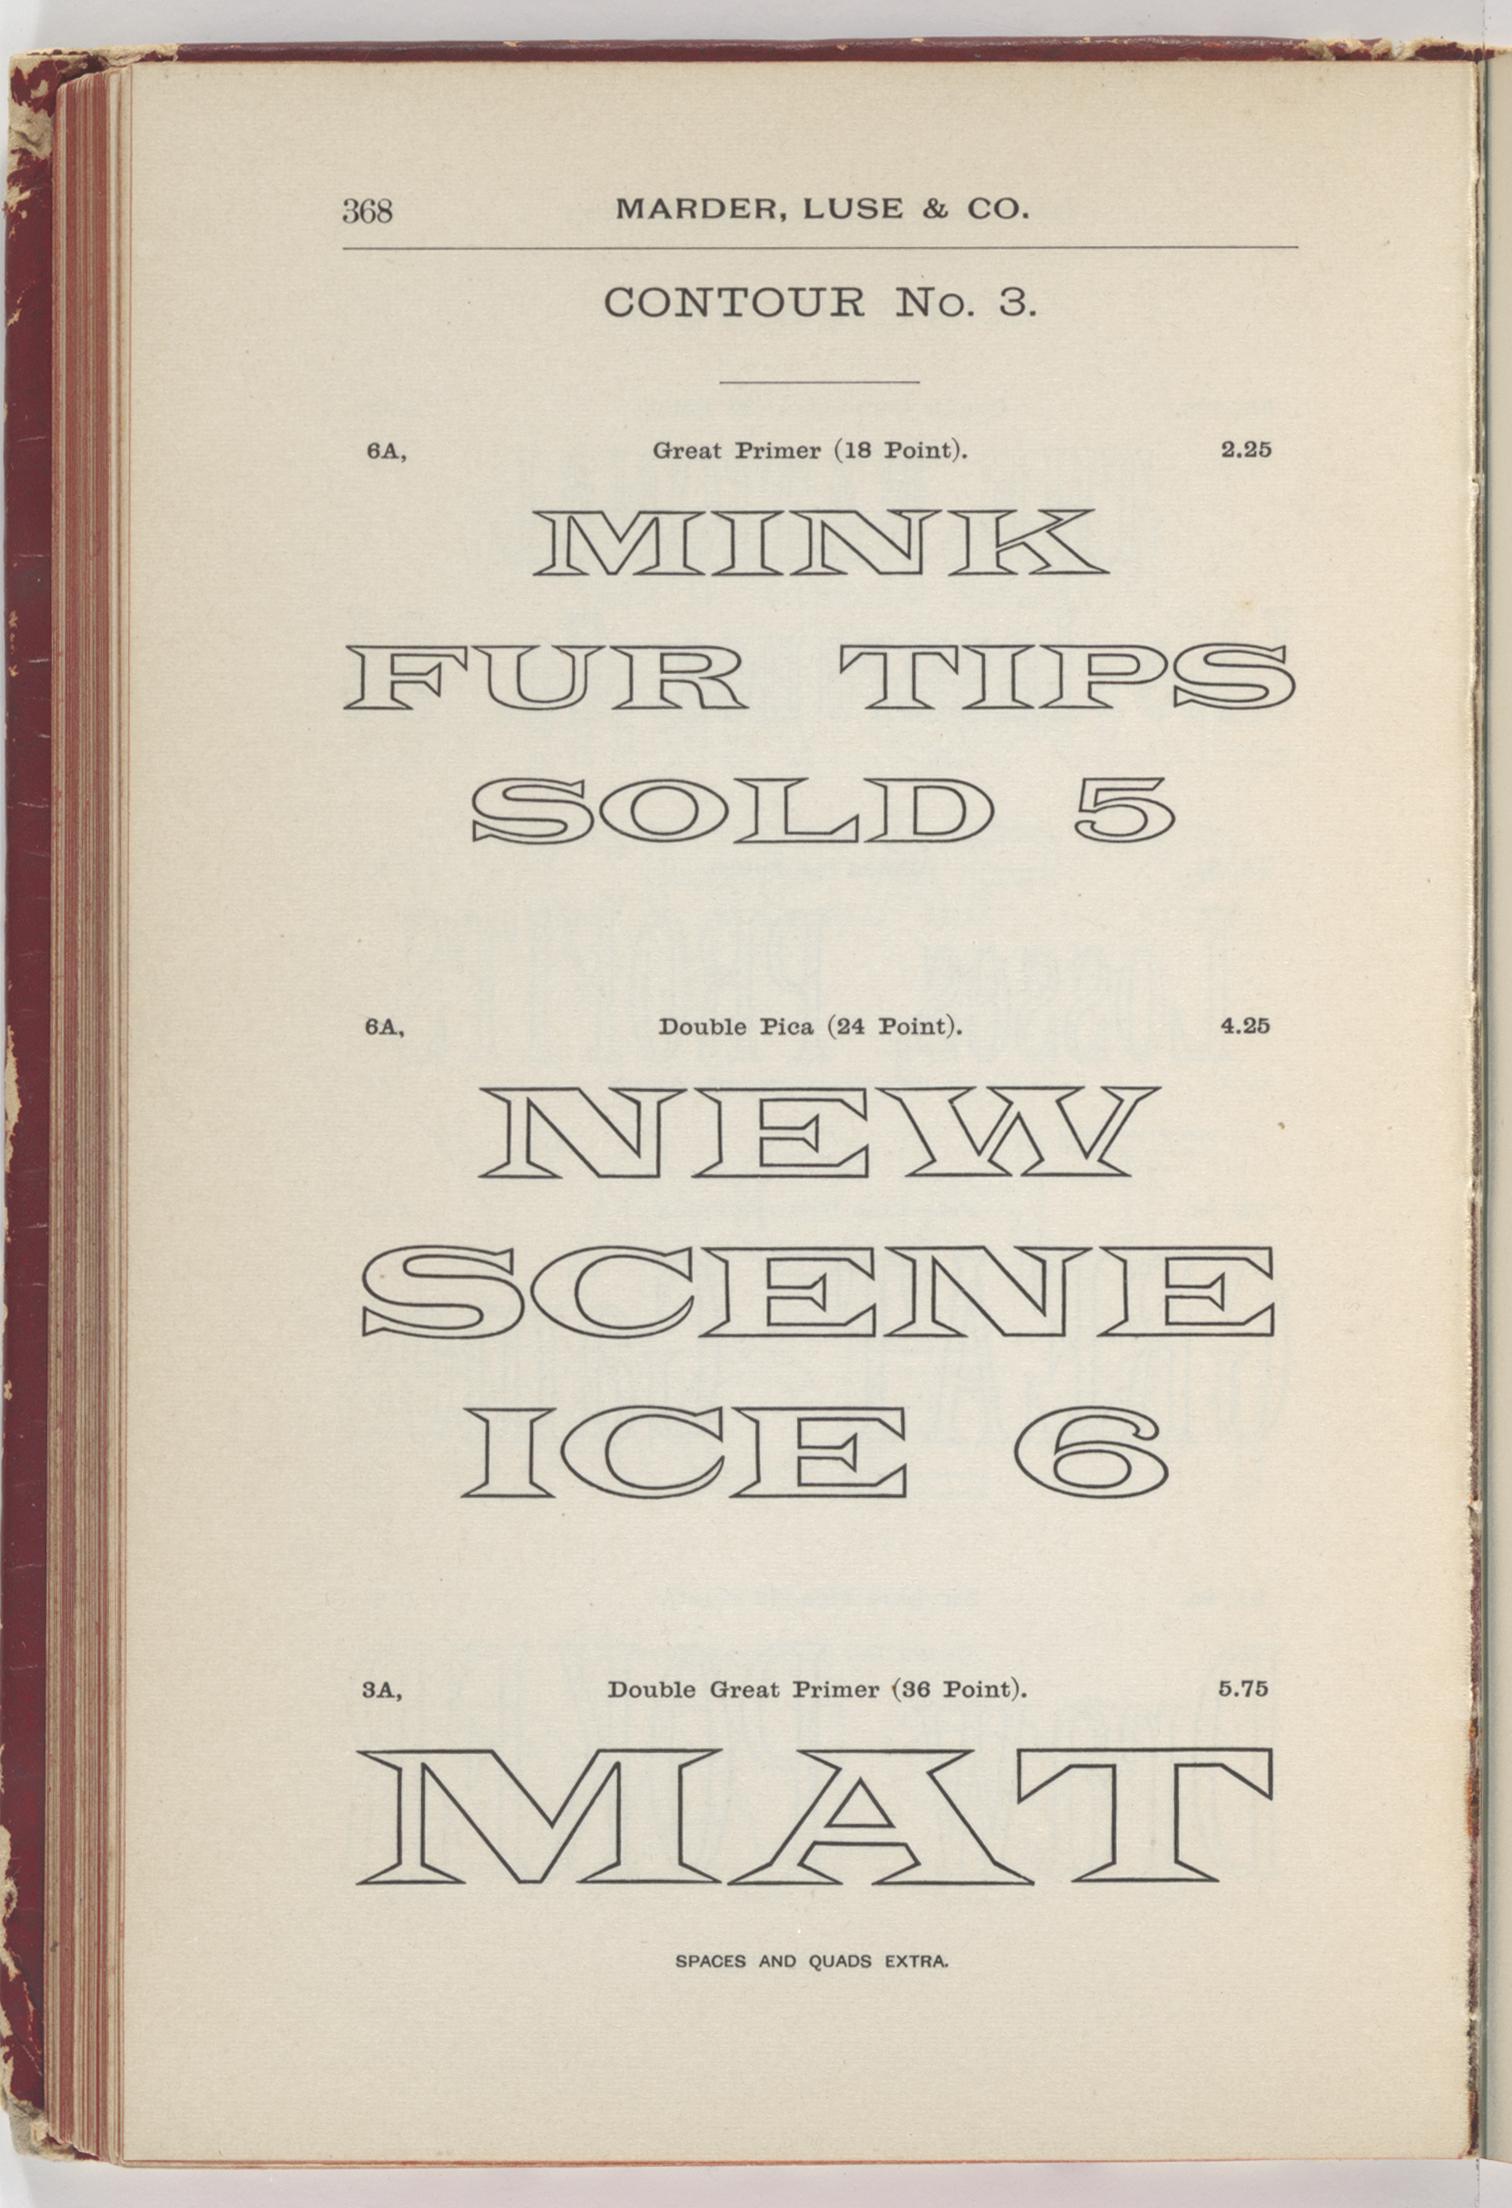 368 MARDER, LUSE & CO.
CONTOUR No. 3.
6A, Great Primer (18 Point). 2.25
MINK
FUR TIPS
SOLD 5
6A, Double Pica (24 Point). 4.25
NEW
SCENE
ICE 6
3A, Double Great Primer (36 Point). 5.75
MAT
SPACES AND QUADS EXTRA.